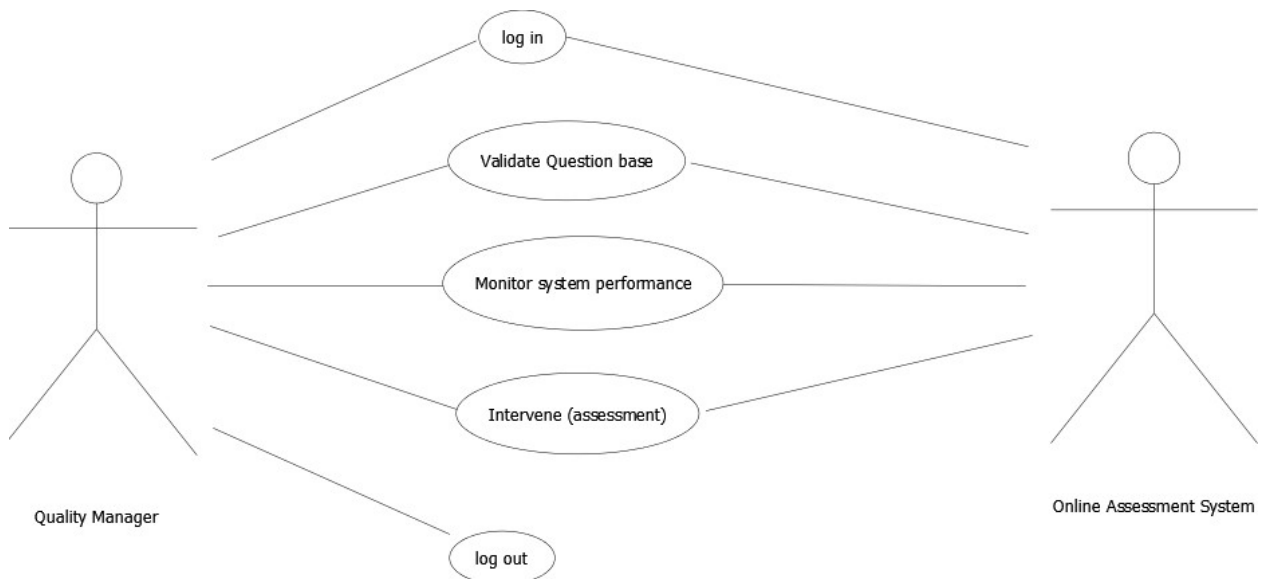 log in
Validate Question base
Monitor system performance
Intervene (assessment)
Quality Manager
Online Assessment System
log out